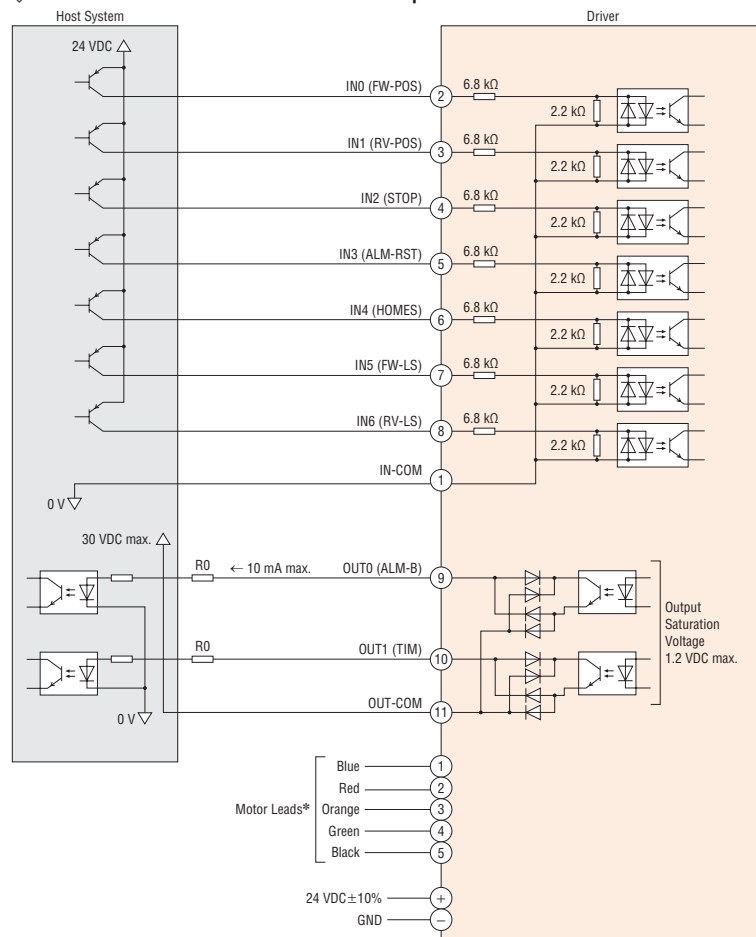 Host System
Driver
24 VDC
IN0 (FW-POS)
2
6.8 kΩ
2.2 kΩ
IN1 (RV-POS)
3
6.8 kΩ
2.2 kΩ
IN2 (STOP)
4
6.8 kΩ
2.2 kΩ
IN3 (ALM-RST)
5
6.8 kΩ
2.2 kΩ
IN4 (HOMES)
6
6.8 kΩ
2.2 kΩ
IN5 (FW-LS)
7
6.8 kΩ
2.2 kΩ
IN6 (RV-LS)
8
6.8 kΩ
2.2 kΩ
IN-COM
1
0 V
30 VDC max.
R0
← 10 mA max.
OUT0 (ALM-B)
9
R0
OUT1 (TIM)
10
Output
Saturation
Voltage
1.2 VDC max.
OUT-COM
11
0 V
Motor Leads*
Blue
1
Red
2
Orange
3
Green
4
Black
5
24 VDC±10%
+
GND
−